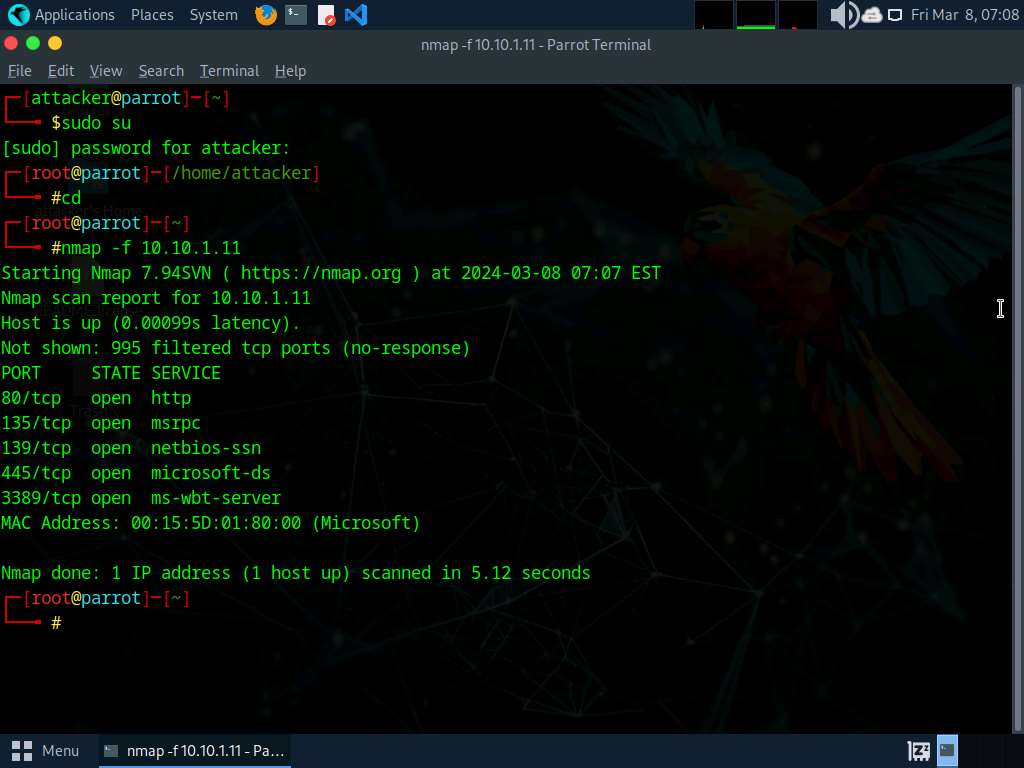 Applications Places System Fri Mar 8, 07:08
nmap -f 10.10.1.11 - Parrot Terminal
File Edit View Search Terminal Help
[attacker@parrot]─[~]
$sudo su
[sudo] password for attacker:
[root@parrot]─[/home/attacker]
#cd
[root@parrot]─[~]
#nmap -f 10.10.1.11
Starting Nmap 7.94SVN ( https://nmap.org ) at 2024-03-08 07:07 EST
Nmap scan report for 10.10.1.11
Host is up (0.00099s latency).
Not shown: 995 filtered tcp ports (no-response)
PORT STATE SERVICE
80/tcp open http
135/tcp open msrpc
139/tcp open netbios-ssn
445/tcp open microsoft-ds
3389/tcp open ms-wbt-server
MAC Address: 00:15:5D:01:80:00 (Microsoft)
Nmap done: 1 IP address (1 host up) scanned in 5.12 seconds
[root@parrot]─[~]
#
Menu nmap -f 10.10.1.11 - Pa...